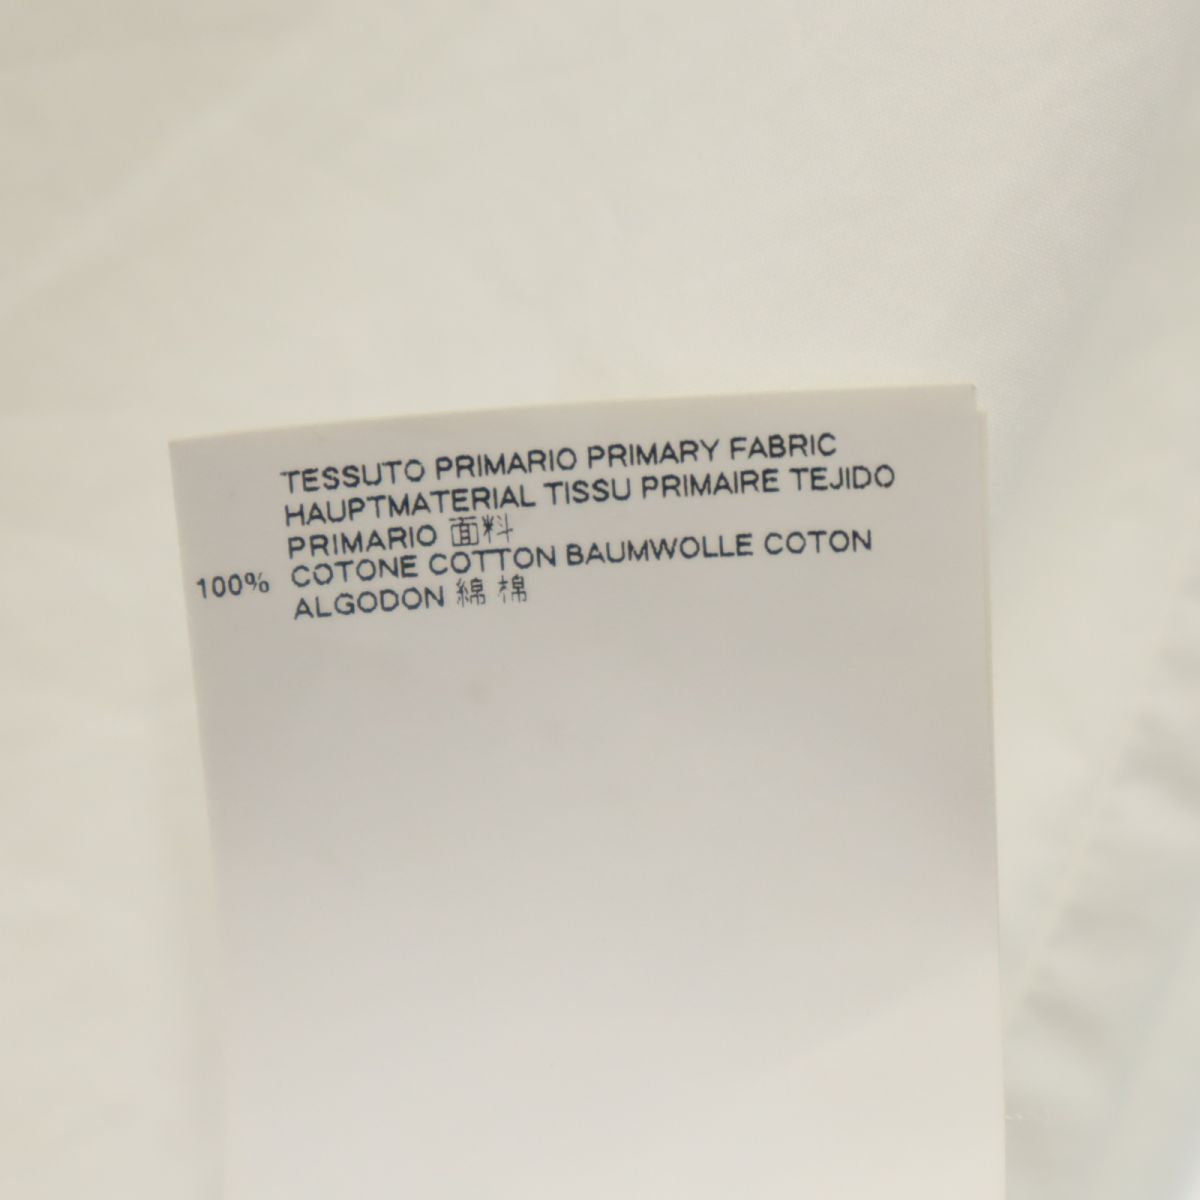 TESSUTO PRIMARIO PRIMARY FABRIC
HAUPTMATERIAL TISSU PRIMAIRE TEJIDO
PRIMARIO 面料
100% COTONE COTTON BAUMWOLLE COTON
ALGODON 綿 棉